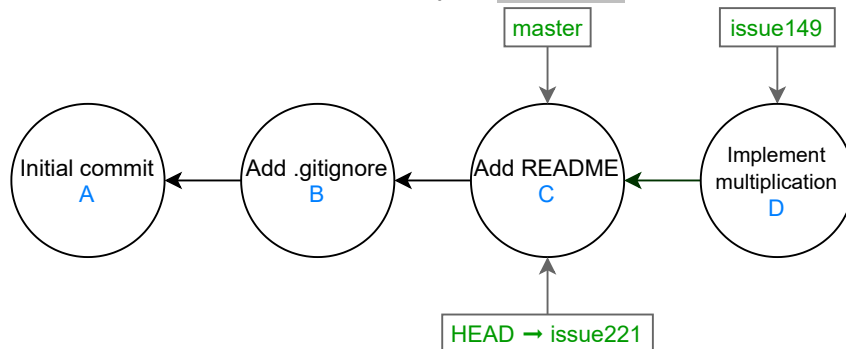 master
issue149
Initial commit
A
Add .gitignore
B
Add README
C
Implement
multiplication
D
HEAD → issue221